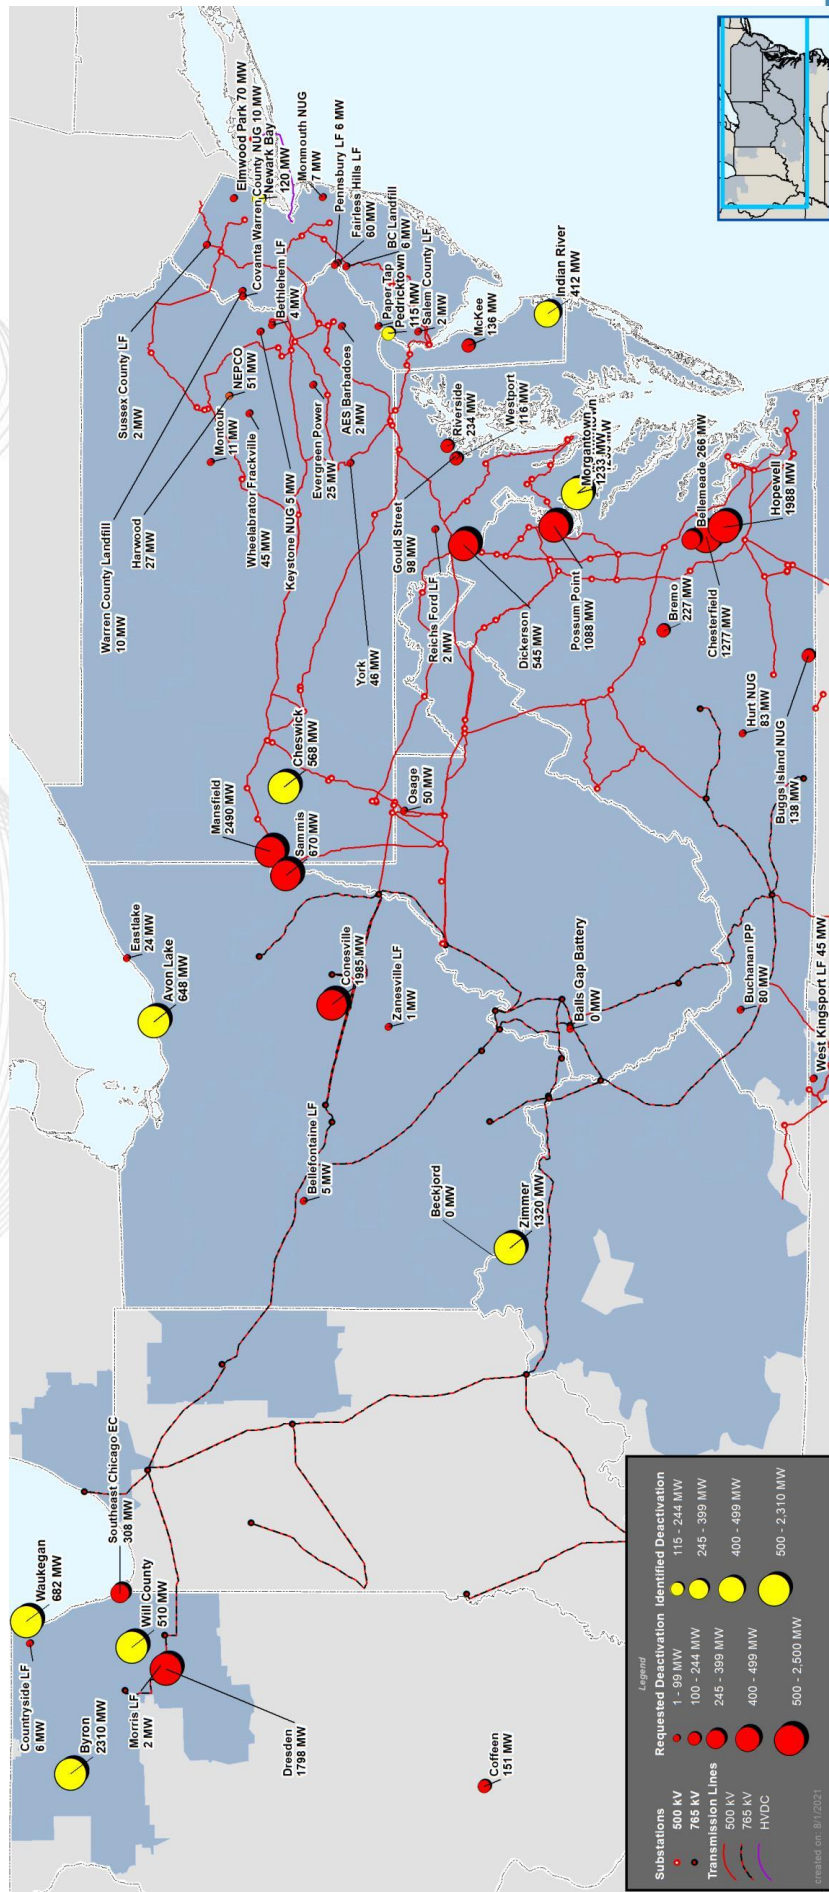 Countryside LF
6 MW
Waukegan
682 MW
Byron
2310 MW
Will County
510 MW
Morris LF
2 MW
Southeast Chicago EC
308 MW
Dresden
1798 MW
Coffeen
151 MW
Eastlake
24 MW
Avon Lake
648 MW
Bellefontaine LF
5 MW
Conesville
1985MW
Zanesville LF
1 MW
Beckjord
0 MW
Zimmer
1320 MW
Balls Gap Battery
0 MW
Mansfield
2490 MW
Sammis
670 MW
Cheswick
568 MW
Osage
50 MW
Sussex County LF
2 MW
Warren County Landfill
10 MW
Harwood
27 MW
Montour
11 MW
NEPCO
51 MW
Wheelabrator Frackville
45 MW
Keystone NUG 5 MW
Evergreen Power
25 MW
York
46 MW
AES Barbadoes
2 MW
Bethlehem LF
4 MW
Elmwood Park 70 MW
Covanta Warren County NUG 10 MW
Newark Bay
120 MW
Monmouth NUG
7 MW
Pennsbury LF 6 MW
Fairless Hills LF
60 MW
BC Landfill
6 MW
Paper Tap
Pedricktown
115 MW
Salem County LF
2 MW
McKee
136 MW
Indian River
412 MW
Gould Street
98 MW
Riverside
234 MW
Westport
116 MW
Reichs Ford LF
2 MW
Dickerson
545 MW
Morgantown
1233 MW
Possum Point
1088 MW
Bremo
227 MW
Bellemeade 266 MW
Chesterfield
1277 MW
Hopewell
1988 MW
Hurt NUG
83 MW
Buggs Island NUG
138 MW
Buchanan IPP
80 MW
West Kingsport LF 45 MW
Legend
Substations
500 kV
765 kV
Transmission Lines
500 kV
765 kV
HVDC
Requested Deactivation
1 - 99 MW
100 - 244 MW
245 - 399 MW
400 - 499 MW
500 - 2,500 MW
Identified Deactivation
115 - 244 MW
245 - 399 MW
400 - 499 MW
500 - 2,310 MW
created on: 8/1/2021